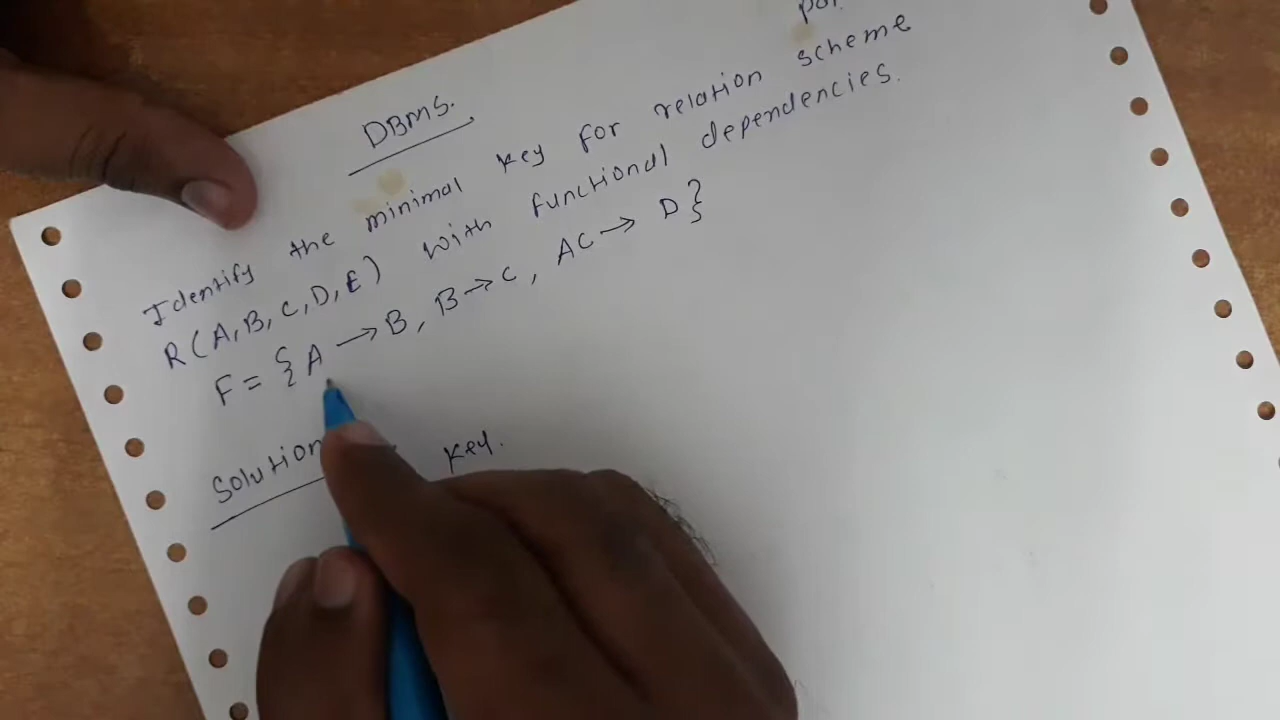 DBMS.
Identify the minimal key for relation scheme
R(A,B,C,D,E) with functional dependencies.
F = {A → B, B → C, AC → D}
Solution key.